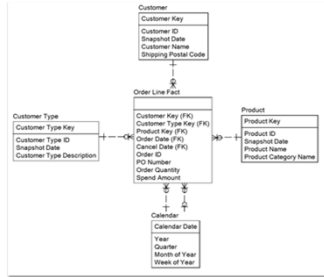 Customer
Customer Key
Customer ID
Snapshot Date
Customer Name
Shipping Postal Code
Order Line Fact
Customer Key (FK)
Customer Type Key (FK)
Product Key (FK)
Order Date (FK)
Cancel Date (FK)
Order ID
PO Number
Order Quantity
Spend Amount
Customer Type
Customer Type Key
Customer Type ID
Snapshot Date
Customer Type Description
Product
Product Key
Product ID
Snapshot Date
Product Name
Product Category Name
Calendar
Calendar Date
Year
Quarter
Month of Year
Week of Year